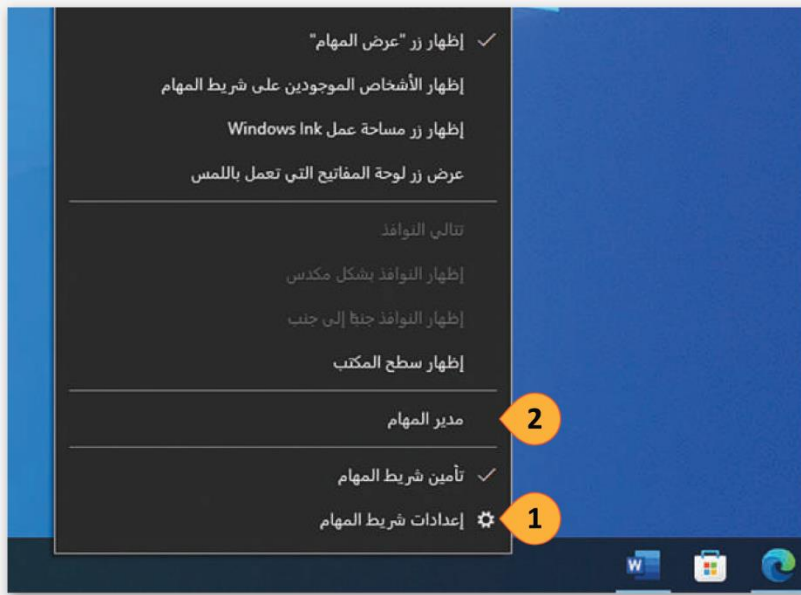 إظهار زر "عرض المهام"
إظهار الأشخاص الموجودين على شريط المهام
إظهار زر مساحة عمل Windows Ink
عرض زر لوحة المفاتيح التي تعمل باللمس
تتالي النوافذ
إظهار النوافذ بشكل مكدس
إظهار النوافذ جنبًا إلى جنب
إظهار سطح المكتب
مدير المهام
2
تأمين شريط المهام
إعدادات شريط المهام
1
W